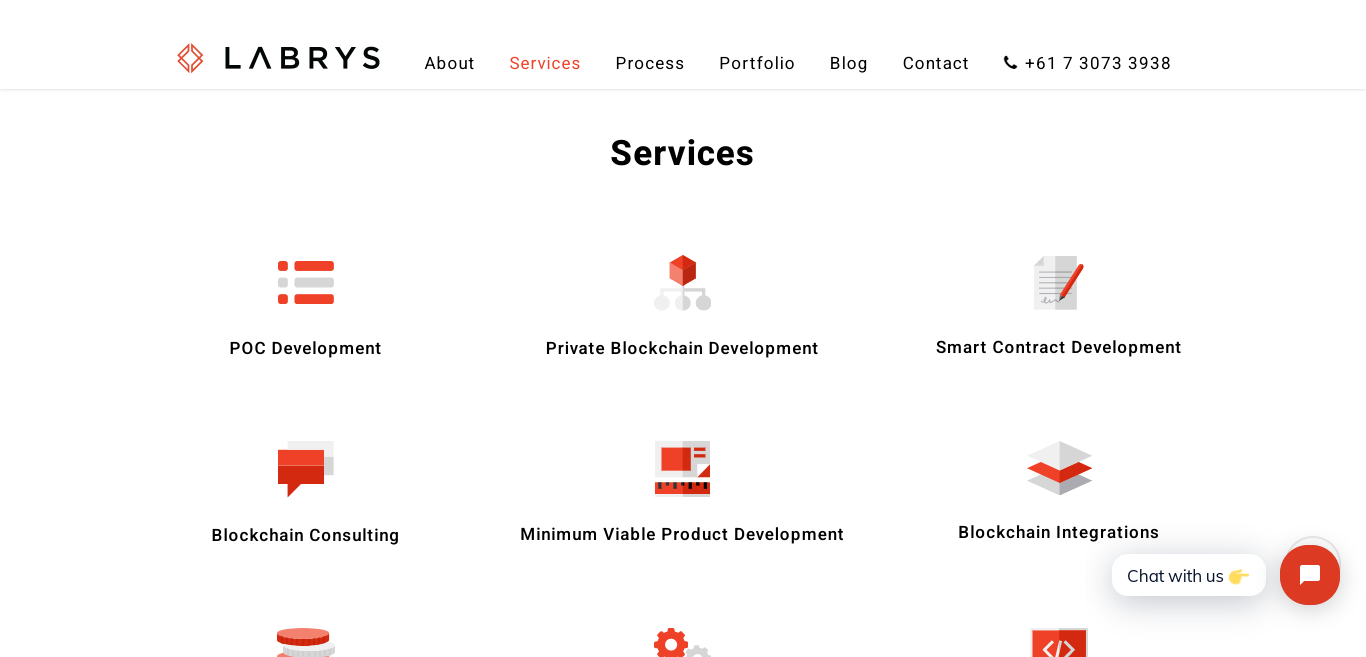 LABRYS
About
Services
Process
Portfolio
Blog
Contact
+61 7 3073 3938
Services
POC Development
Private Blockchain Development
Smart Contract Development
Blockchain Consulting
Minimum Viable Product Development
Blockchain Integrations
Chat with us 👉